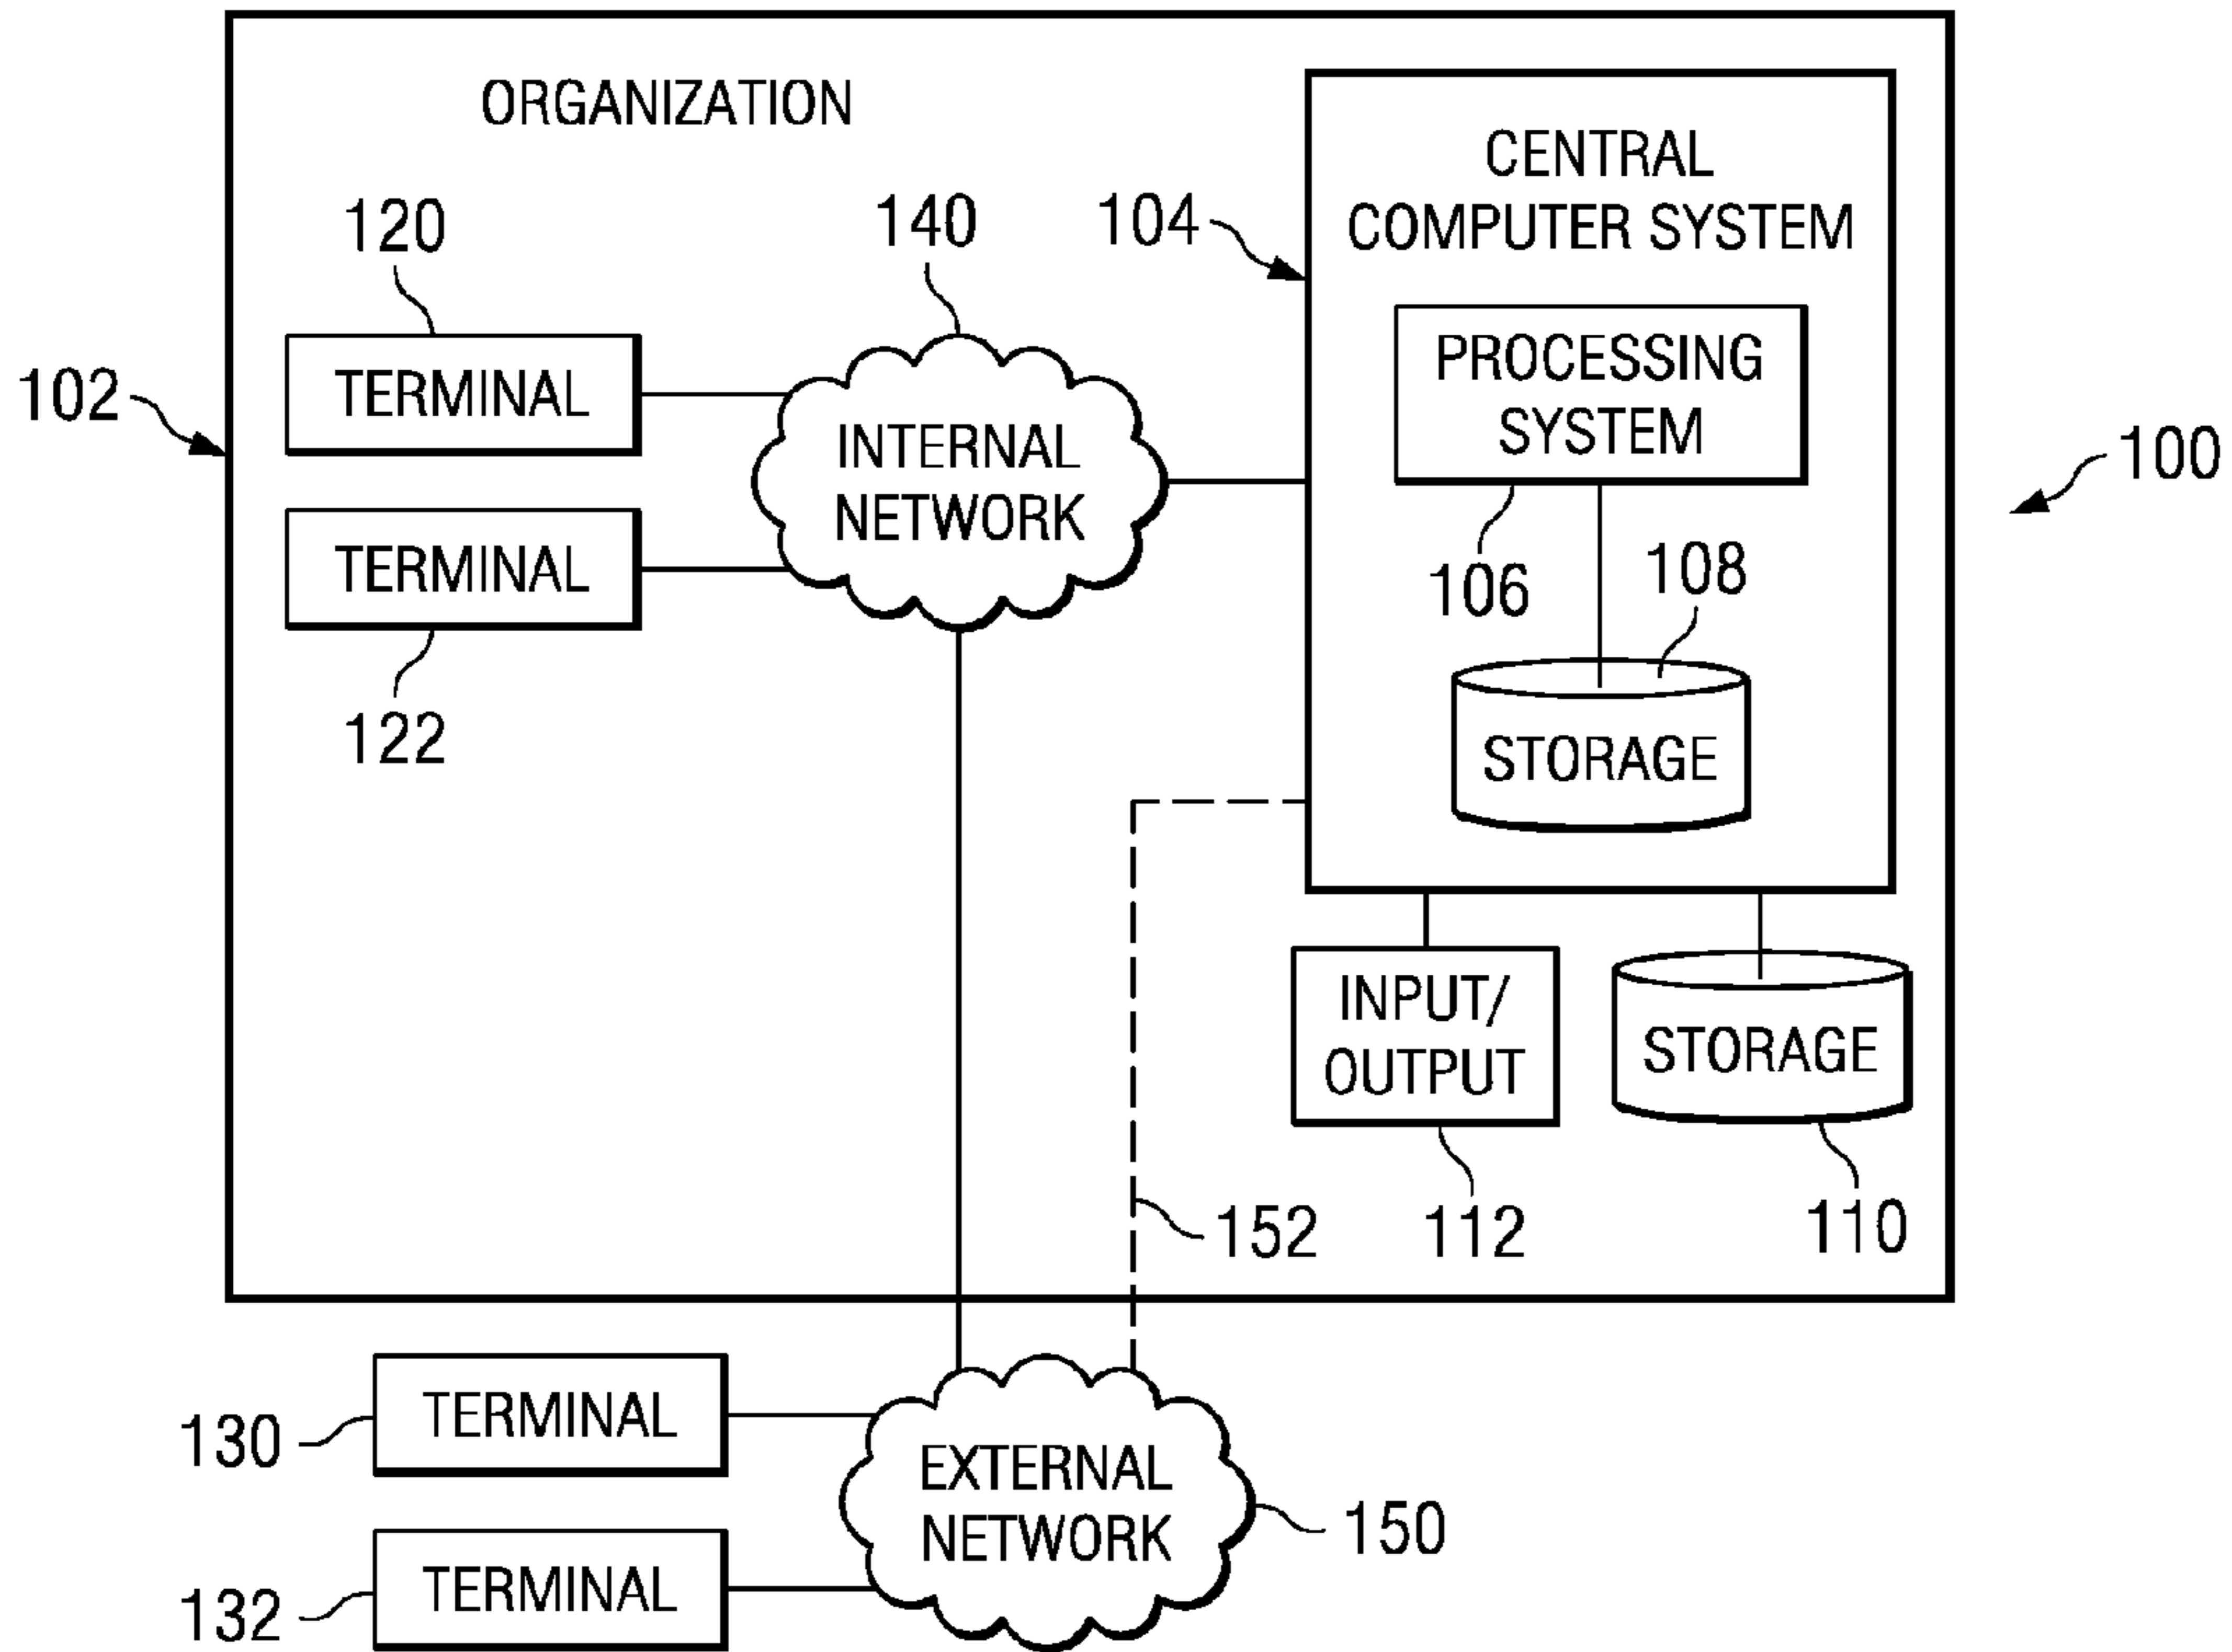 ORGANIZATION
CENTRAL
COMPUTER SYSTEM
120
140
104
PROCESSING
SYSTEM
102
TERMINAL
INTERNAL
NETWORK
100
TERMINAL
106
108
122
STORAGE
INPUT/
OUTPUT
STORAGE
152
112
110
130
TERMINAL
EXTERNAL
NETWORK
150
132
TERMINAL